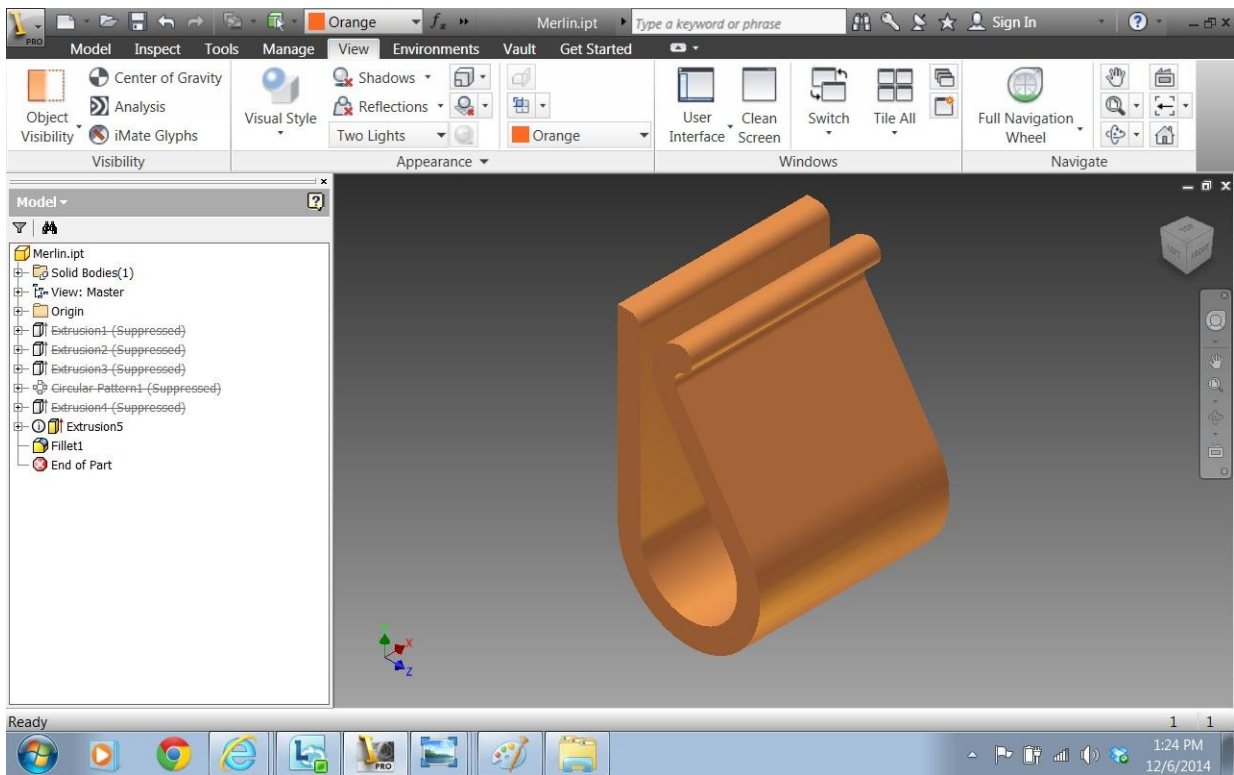 Orange
Merlin.ipt
Type a keyword or phrase
Sign In
PRO
Model Inspect Tools Manage View Environments Vault Get Started
Object Visibility
Center of Gravity
Analysis
iMate Glyphs
Visibility
Visual Style
Shadows
Reflections
Two Lights
Orange
Appearance
User Interface
Clean Screen
Switch
Tile All
Windows
Full Navigation Wheel
Navigate
Model
Merlin.ipt
Solid Bodies(1)
View: Master
Origin
Extrusion1 (Suppressed)
Extrusion2 (Suppressed)
Extrusion3 (Suppressed)
Circular Pattern1 (Suppressed)
Extrusion4 (Suppressed)
Extrusion5
Fillet1
End of Part
TOP
LEFT FRONT
Y
X
Z
Ready
1 1
PRO
1:24 PM
12/6/2014